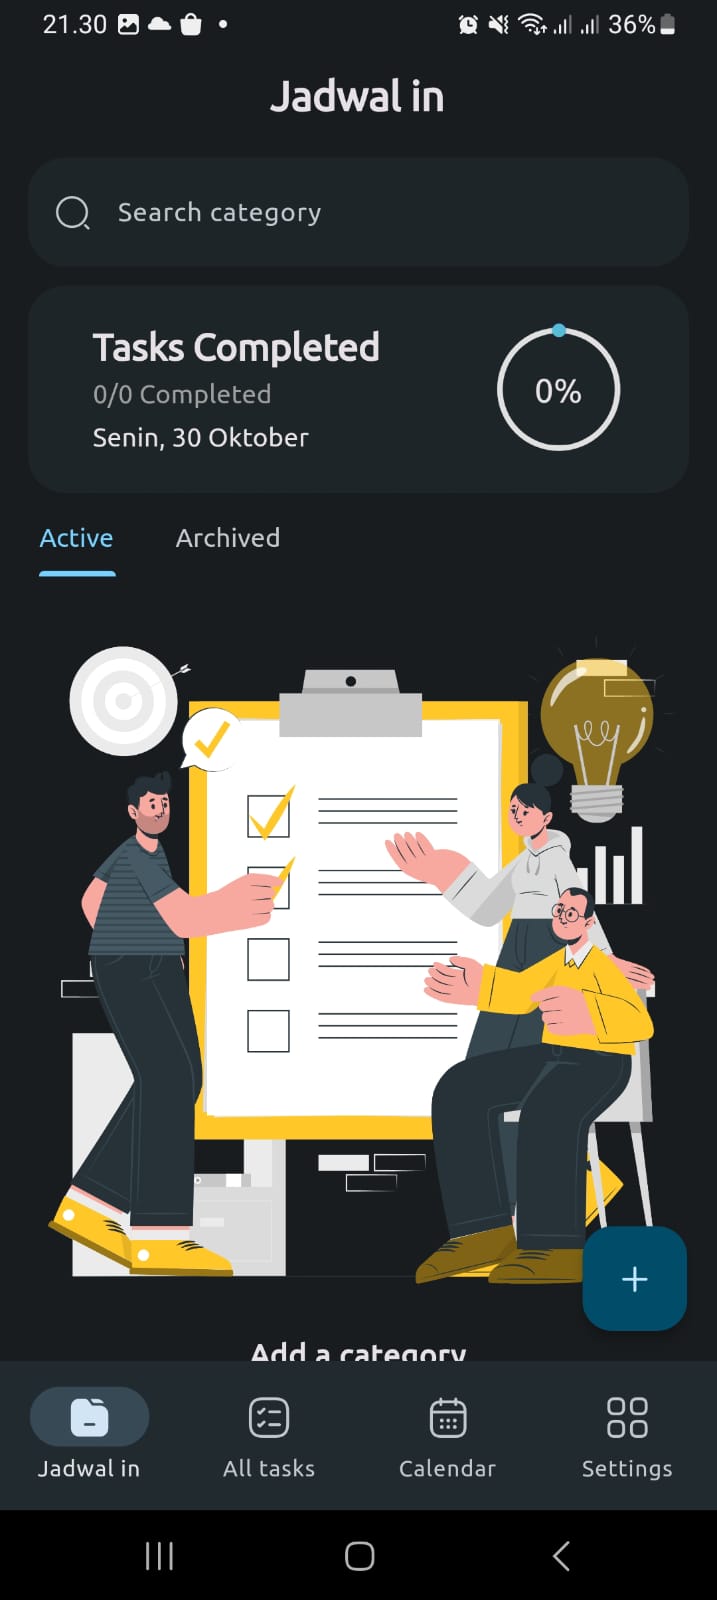 21.30
36%
Jadwal in
Search category
Tasks Completed
0/0 Completed
Senin, 30 Oktober
0%
Active
Archived
Add a category
Jadwal in
All tasks
Calendar
Settings